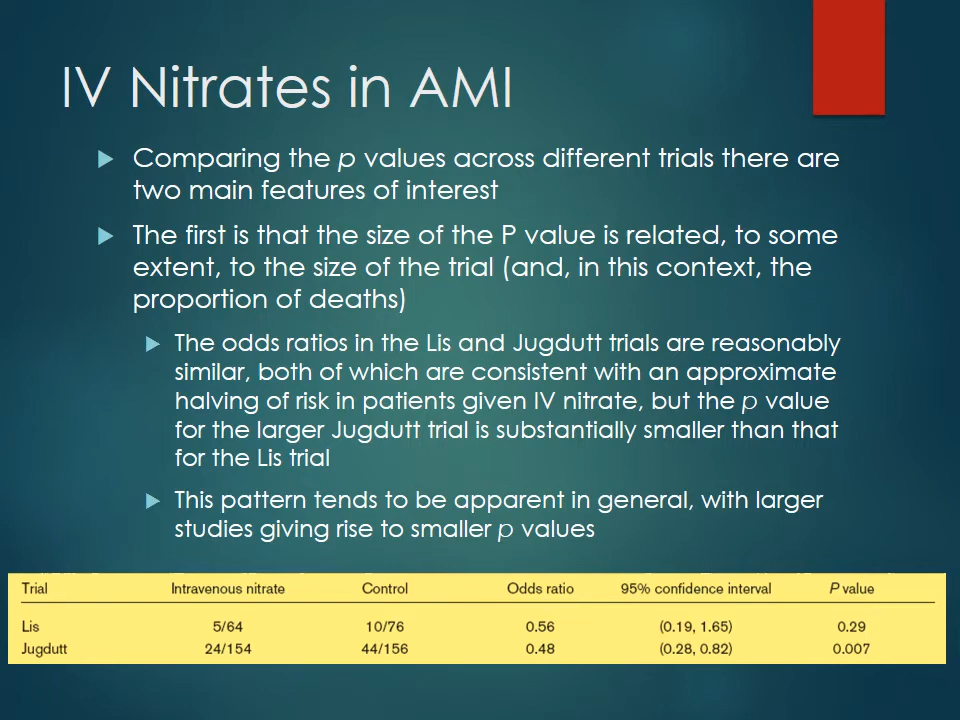 IV Nitrates in AMI
Comparing the p values across different trials there are
two main features of interest
The first is that the size of the P value is related, to some
extent, to the size of the trial (and, in this context, the
proportion of deaths)
The odds ratios in the Lis and Jugdutt trials are reasonably
similar, both of which are consistent with an approximate
halving of risk in patients given IV nitrate, but the p value
for the larger Jugdutt trial is substantially smaller than that
for the Lis trial
This pattern tends to be apparent in general, with larger
studies giving rise to smaller p values
Trial Intravenous nitrate Control Odds ratio 95% confidence interval P value
Lis 5/64 10/76 0.56 (0.19, 1.65) 0.29
Jugdutt 24/154 44/156 0.48 (0.28, 0.82) 0.007